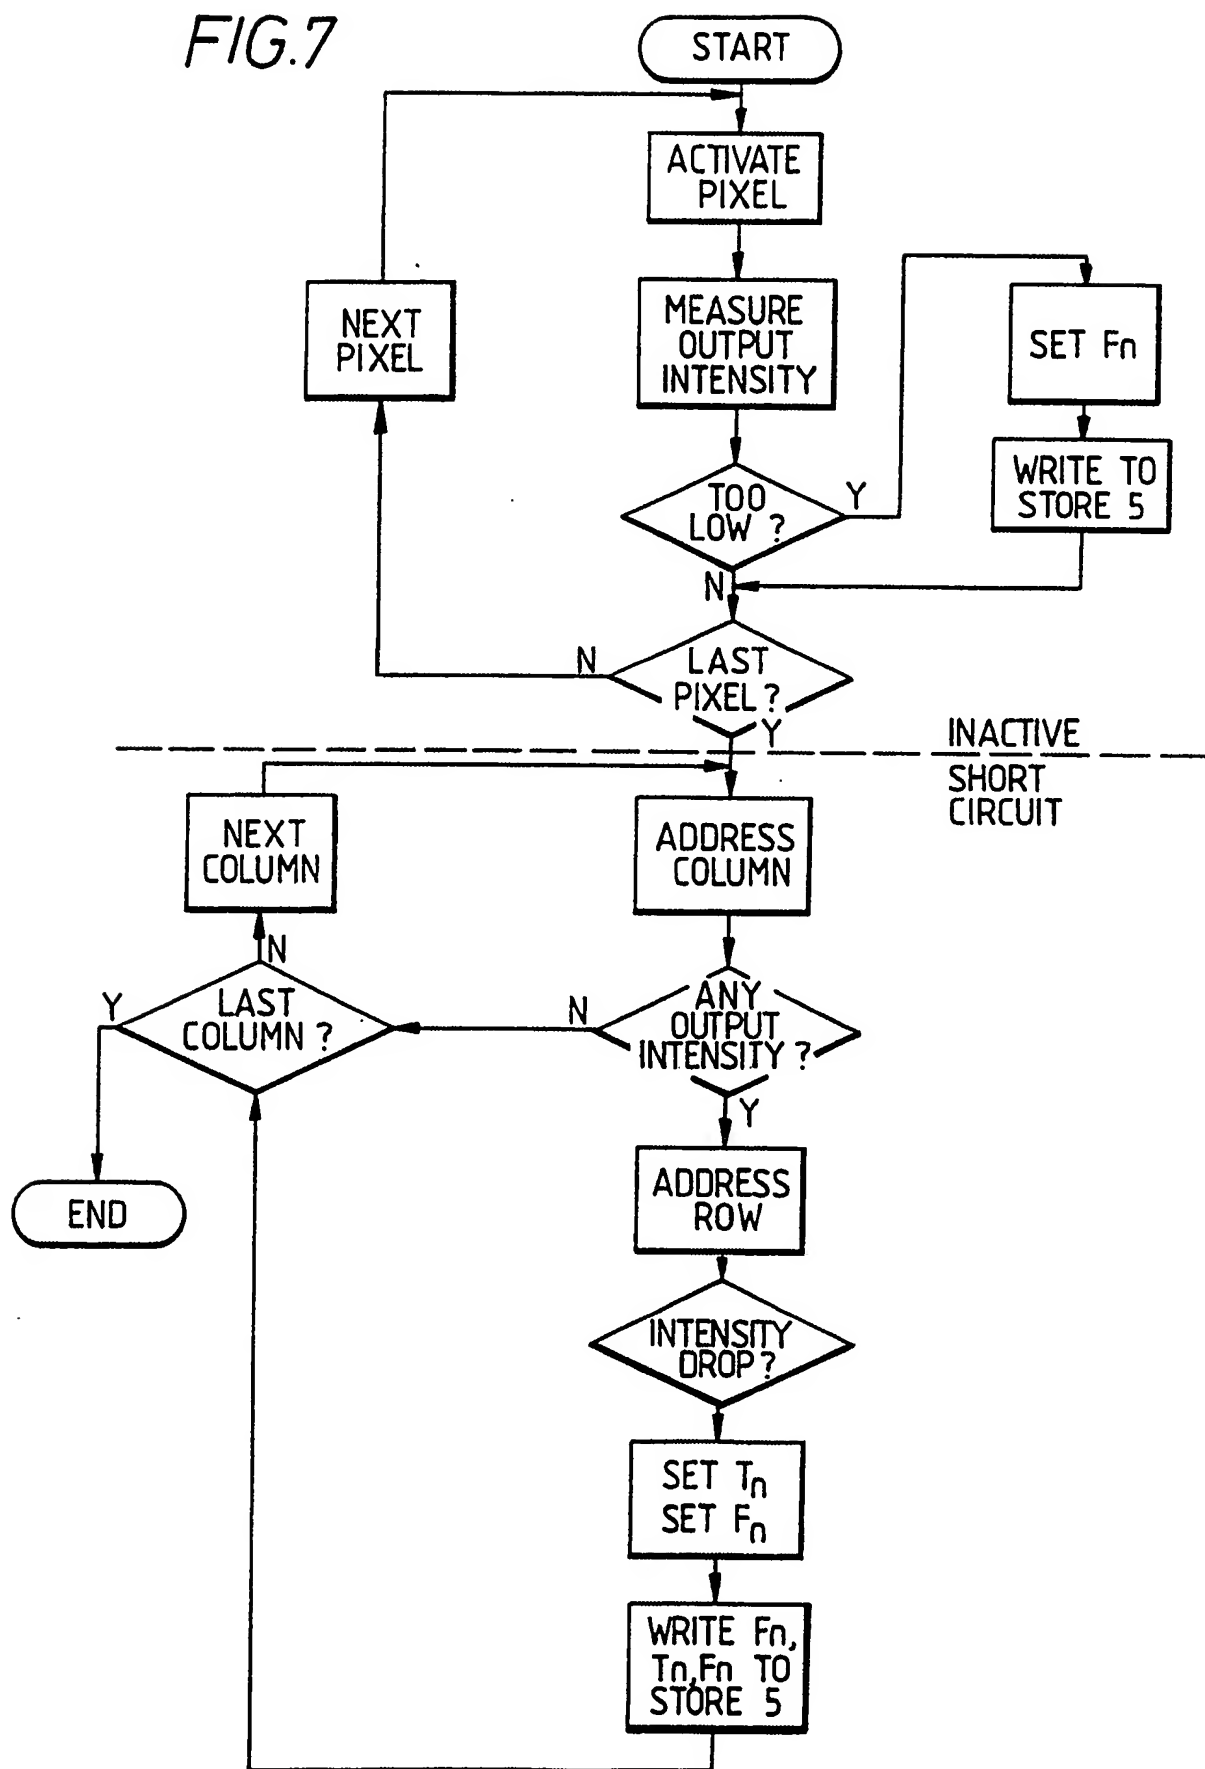 FIG.7
START
ACTIVATE
PIXEL
MEASURE
OUTPUT
INTENSITY
NEXT
PIXEL
SET Fn
WRITE TO
STORE 5
TOO
LOW ?
Y
N
LAST
PIXEL ?
N
Y
INACTIVE
SHORT
CIRCUIT
NEXT
COLUMN
ADDRESS
COLUMN
N
Y
LAST
COLUMN ?
N
ANY
OUTPUT
INTENSITY ?
Y
ADDRESS
ROW
END
INTENSITY
DROP ?
SET Tn
SET Fn
WRITE Fn,
Tn,Fn TO
STORE 5